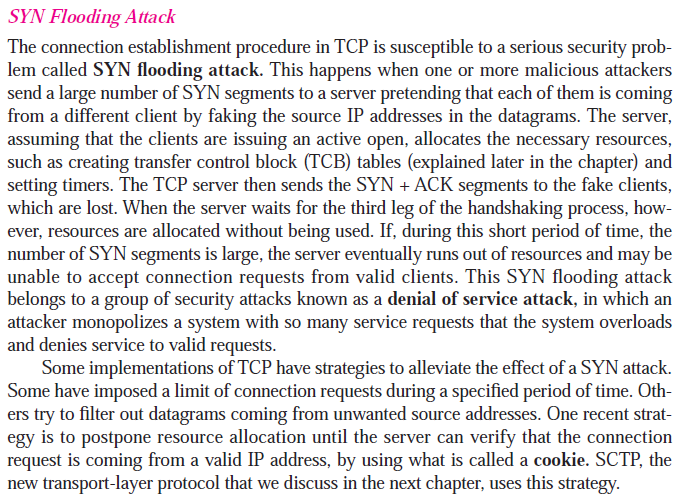 SYN Flooding Attack
The connection establishment procedure in TCP is susceptible to a serious security prob-
lem called SYN flooding attack. This happens when one or more malicious attackers
send a large number of SYN segments to a server pretending that each of them is coming
from a different client by faking the source IP addresses in the datagrams. The server,
assuming that the clients are issuing an active open, allocates the necessary resources,
such as creating transfer control block (TCB) tables (explained later in the chapter) and
setting timers. The TCP server then sends the SYN + ACK segments to the fake clients,
which are lost. When the server waits for the third leg of the handshaking process, how-
ever, resources are allocated without being used. If, during this short period of time, the
number of SYN segments is large, the server eventually runs out of resources and may be
unable to accept connection requests from valid clients. This SYN flooding attack
belongs to a group of security attacks known as a denial of service attack, in which an
attacker monopolizes a system with so many service requests that the system overloads
and denies service to valid requests.
Some implementations of TCP have strategies to alleviate the effect of a SYN attack.
Some have imposed a limit of connection requests during a specified period of time. Oth-
ers try to filter out datagrams coming from unwanted source addresses. One recent strat-
egy is to postpone resource allocation until the server can verify that the connection
request is coming from a valid IP address, by using what is called a cookie. SCTP, the
new transport-layer protocol that we discuss in the next chapter, uses this strategy.